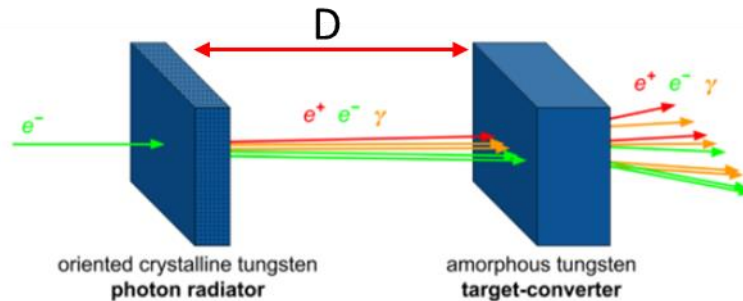 D
e⁻
e⁺ e⁻ γ
e⁺ e⁻ γ
oriented crystalline tungsten
photon radiator
amorphous tungsten
target-converter